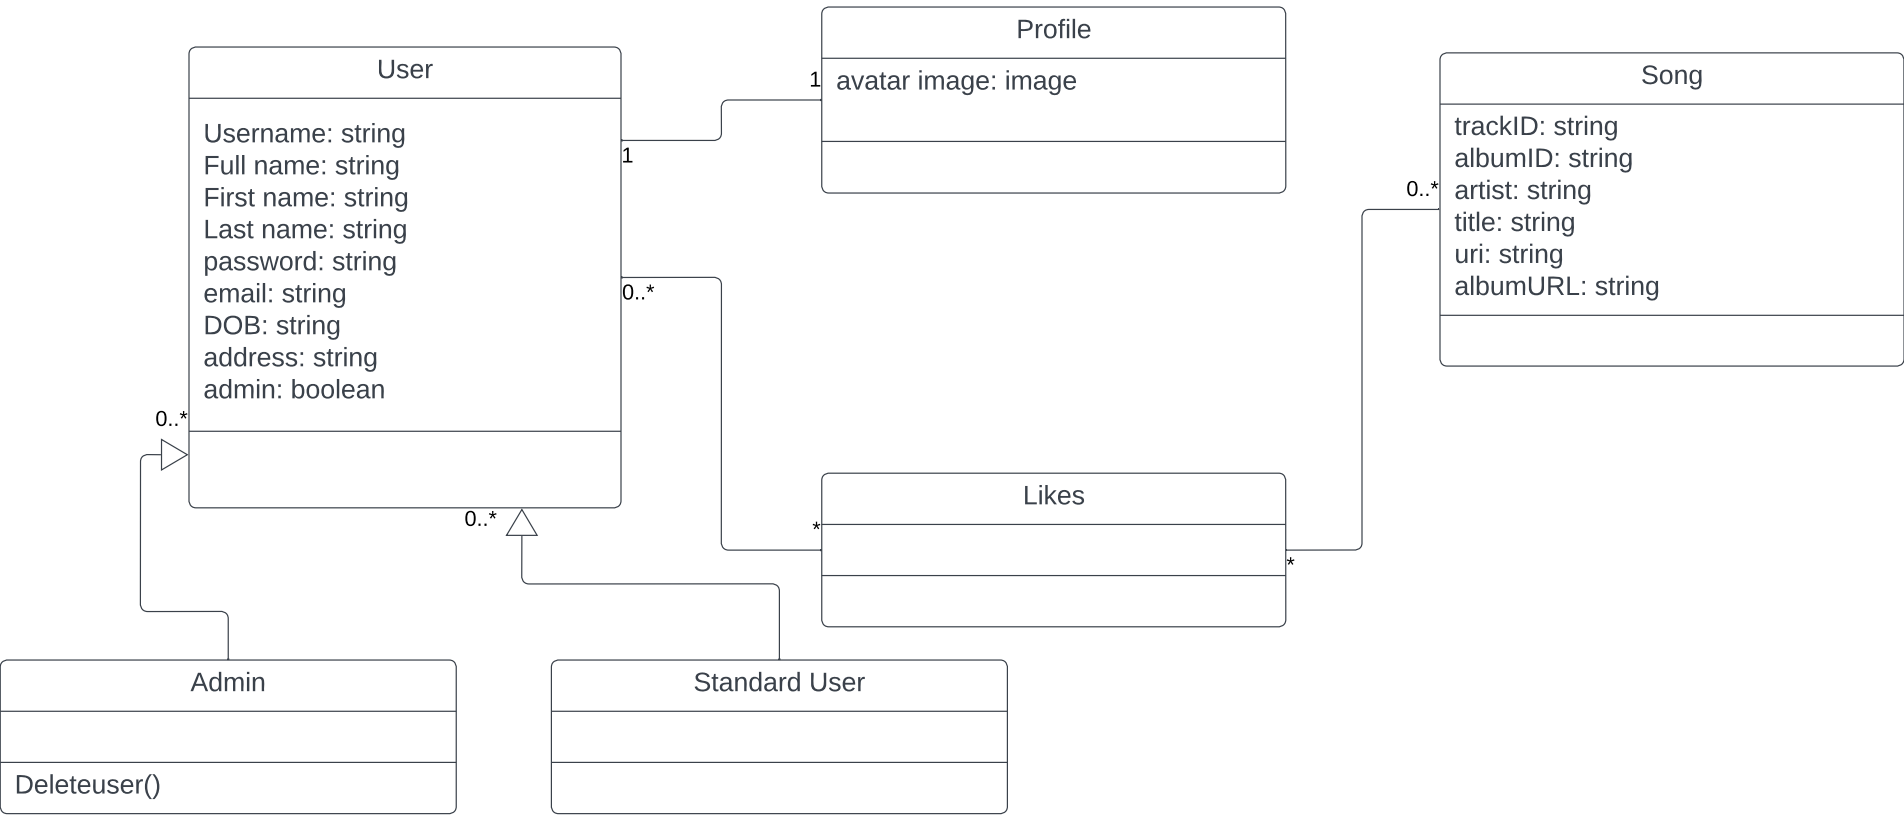 User
Username: string
Full name: string
First name: string
Last name: string
password: string
email: string
DOB: string
address: string
admin: boolean
1
0..*
0..*
0..*
Profile
avatar image: image
1
Song
trackID: string
albumID: string
artist: string
title: string
uri: string
albumURL: string
0..*
Likes
*
*
Admin
Deleteuser()
Standard User